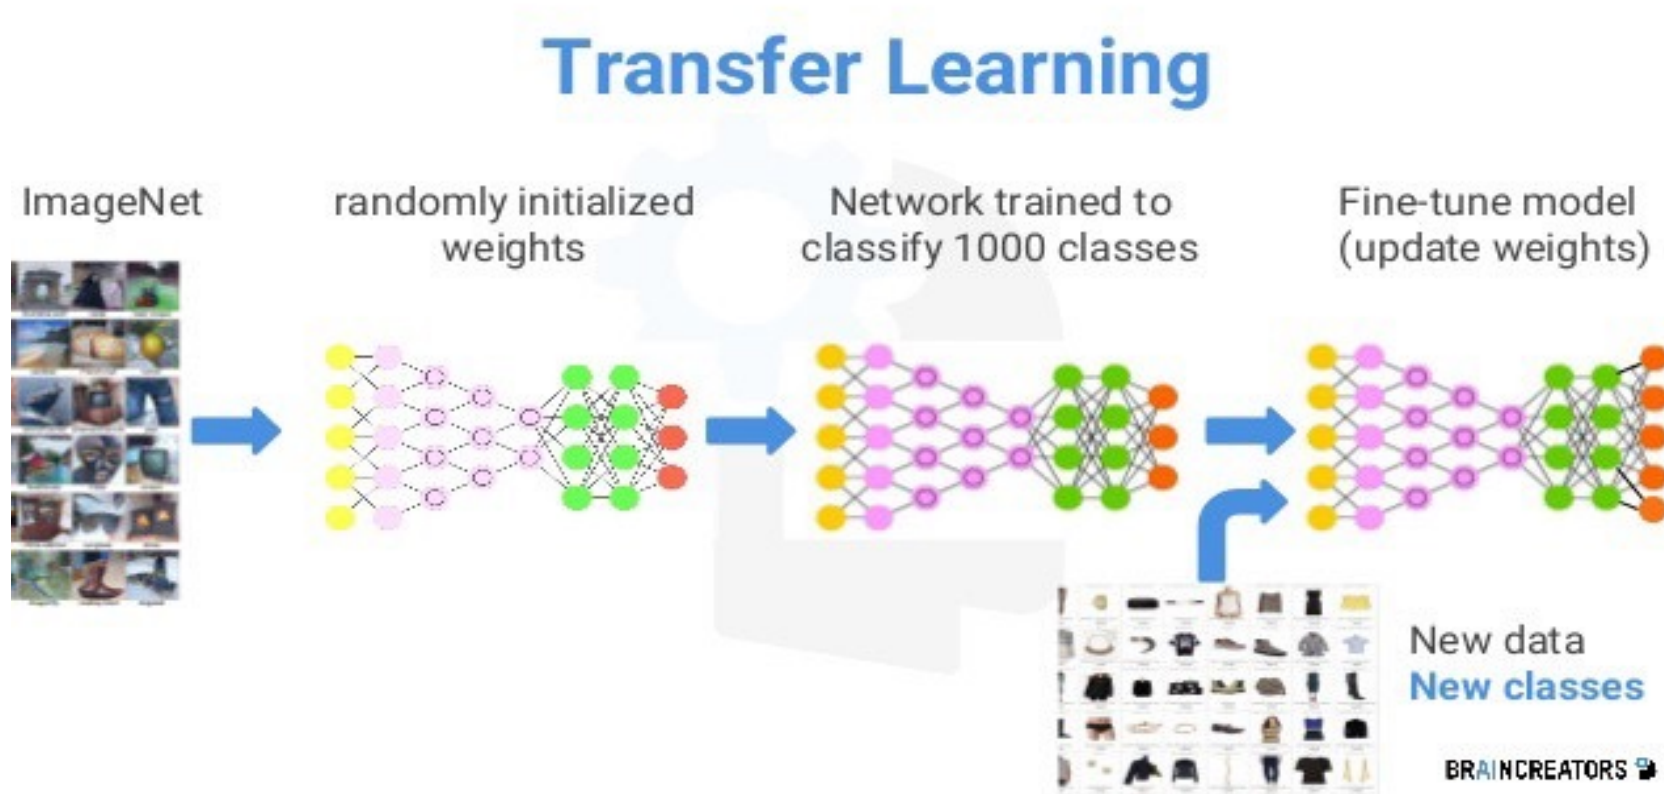 Transfer Learning
ImageNet
randomly initialized
weights
Network trained to
classify 1000 classes
Fine-tune model
(update weights)
New data
New classes
BRAINCREATORS